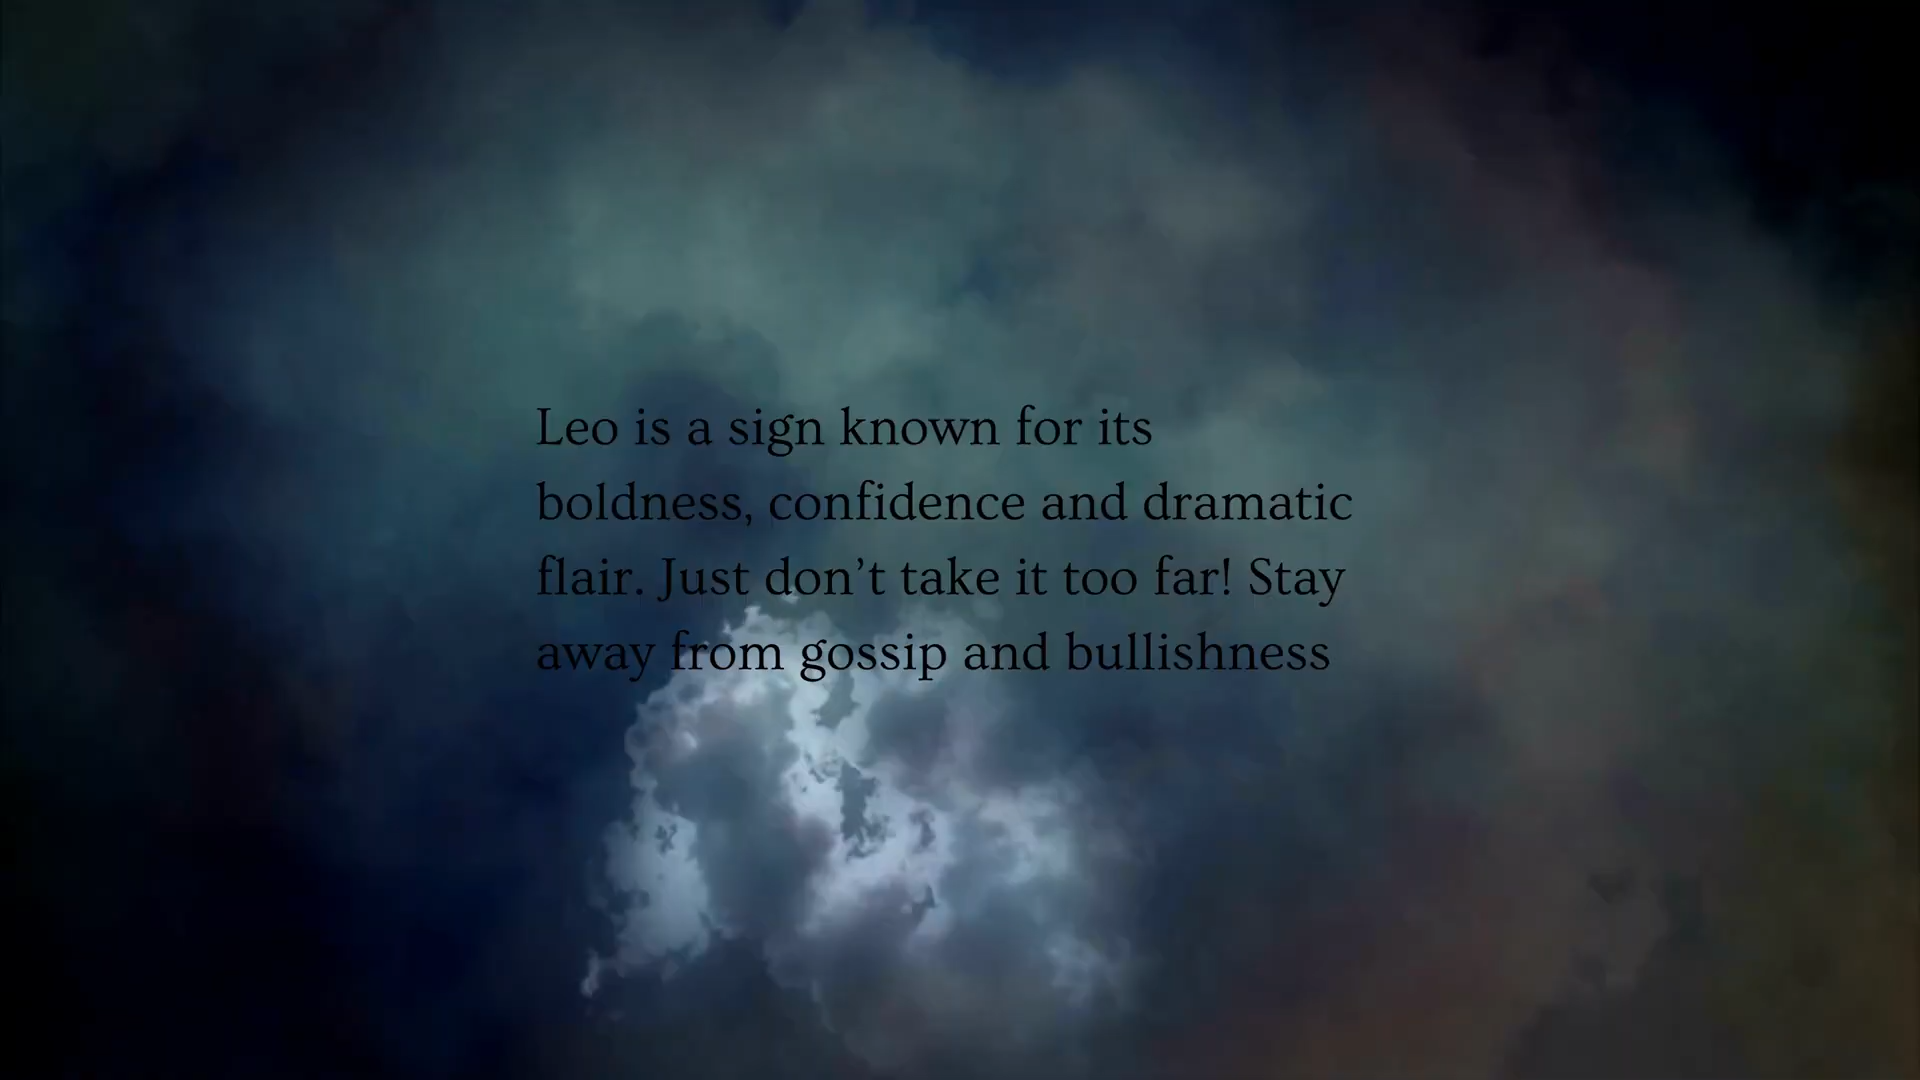 Leo is a sign known for its
boldness, confidence and dramatic
flair. Just don’t take it too far! Stay
away from gossip and bullishness